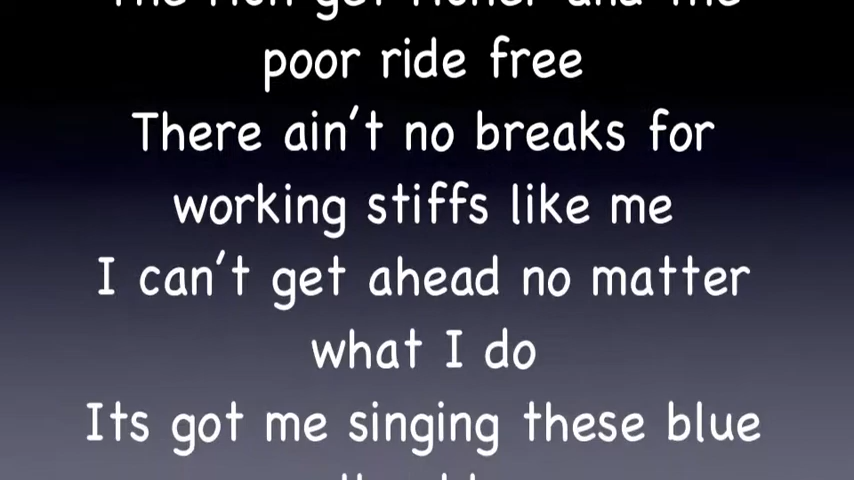 poor ride free
There ain't no breaks for
working stiffs like me
I can't get ahead no matter
what I do
Its got me singing these blue